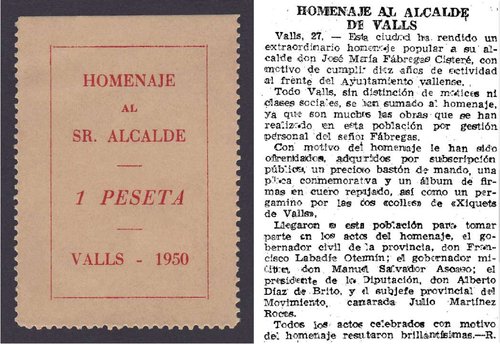 HOMENAJE
AL
SR. ALCALDE
1 PESETA
VALLS - 1950
HOMENAJE AL ALCALDE
DE VALLS
Valls, 27. — Esta ciudad ha rendido un
extraordinario homenaje popular a su al-
calde don José María Fábregas Cisteré, con
motivo de cumplir diez años de actividad
al frente del Ayuntamiento vallense.
Todo Valls, sin distinción de matices ni
clases sociales, se han sumado al homenaje,
ya que son muchas las obras que se han
realizado en esta población por gestión
personal del señor Fábregas.
Con motivo del homenaje le han sido
ofrendados, adquridos por subscripción
pública, un precioso bastón de mando, una
placa conmemorativa y un álbum de fir-
mas en cuero repujado, así como un per-
gamino por las dos «colles» de «Xiquets
de Valls».
Llegaron a esta población para tomar
parte en los actos del homenaje, el go-
bernador civil de la provincia, don Fran-
cisco Labadie Otermin; el gobernador mi-
litar, don Manuel Salvador Ascaso; el
presidente de la Diputación, don Alberto
Díaz de Brito, y el subjefe provincial del
Movimiento, camarada Julio Martínez
Roces.
Todos los actos celebrados con motivo
del homenaje resultaron brillantísimas.—R.